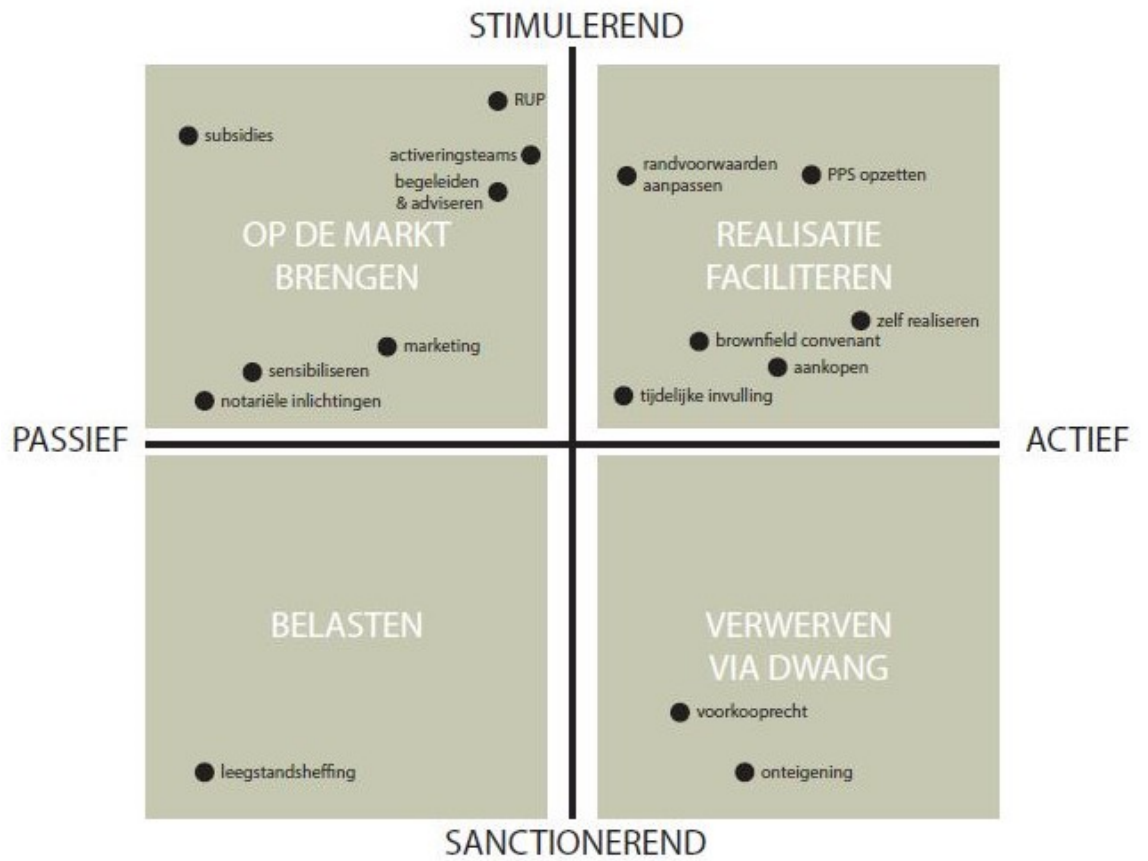 STIMULEREND
RUP
subsidies
activeringsteams
begeleiden
& adviseren
OP DE MARKT
BRENGEN
marketing
sensibiliseren
notariële inlichtingen
randvoorwaarden
aanpassen
PPS opzetten
REALISATIE
FACILITEREN
zelf realiseren
brownfield convenant
aankopen
tijdelijke invulling
PASSIEF
ACTIEF
BELASTEN
leegstandsheffing
VERWERVEN
VIA DWANG
voorkooprecht
onteigening
SANCTIONEREND